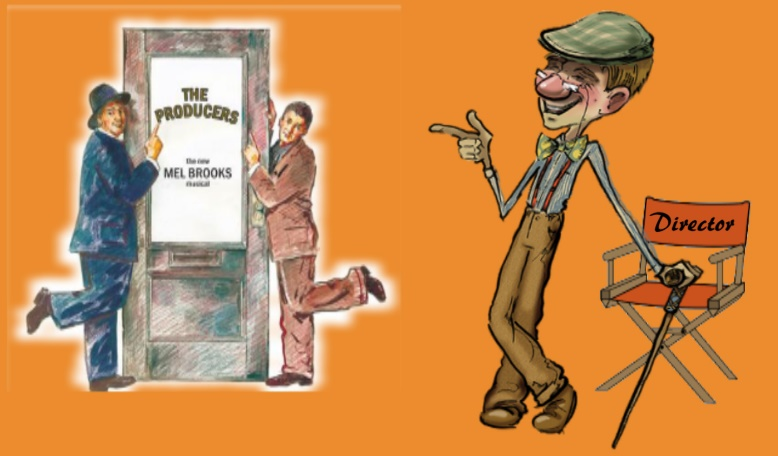 THE
PRODUCERS
the new
MEL BROOKS
musical
Director